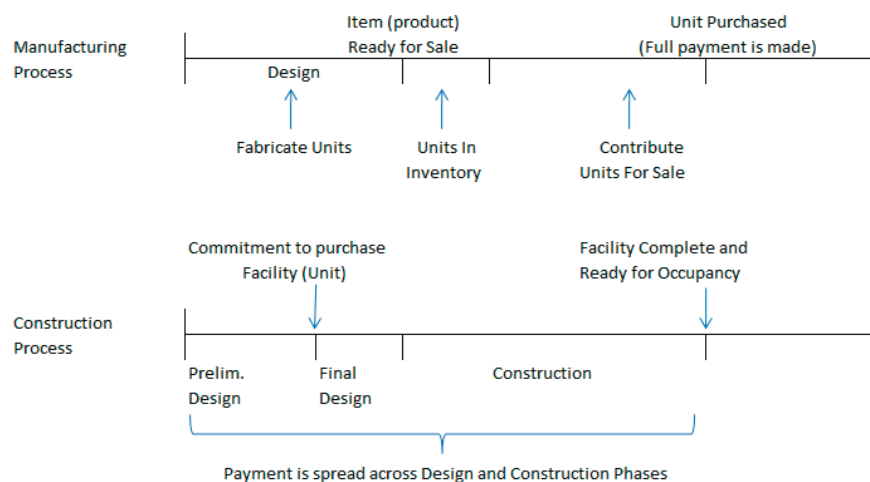 Item (product)
Ready for Sale
Unit Purchased
(Full payment is made)
Manufacturing
Process
Design
Fabricate Units
Units In
Inventory
Contribute
Units For Sale
Commitment to purchase
Facility (Unit)
Facility Complete and
Ready for Occupancy
Construction
Process
Prelim.
Design
Final
Design
Construction
Payment is spread across Design and Construction Phases